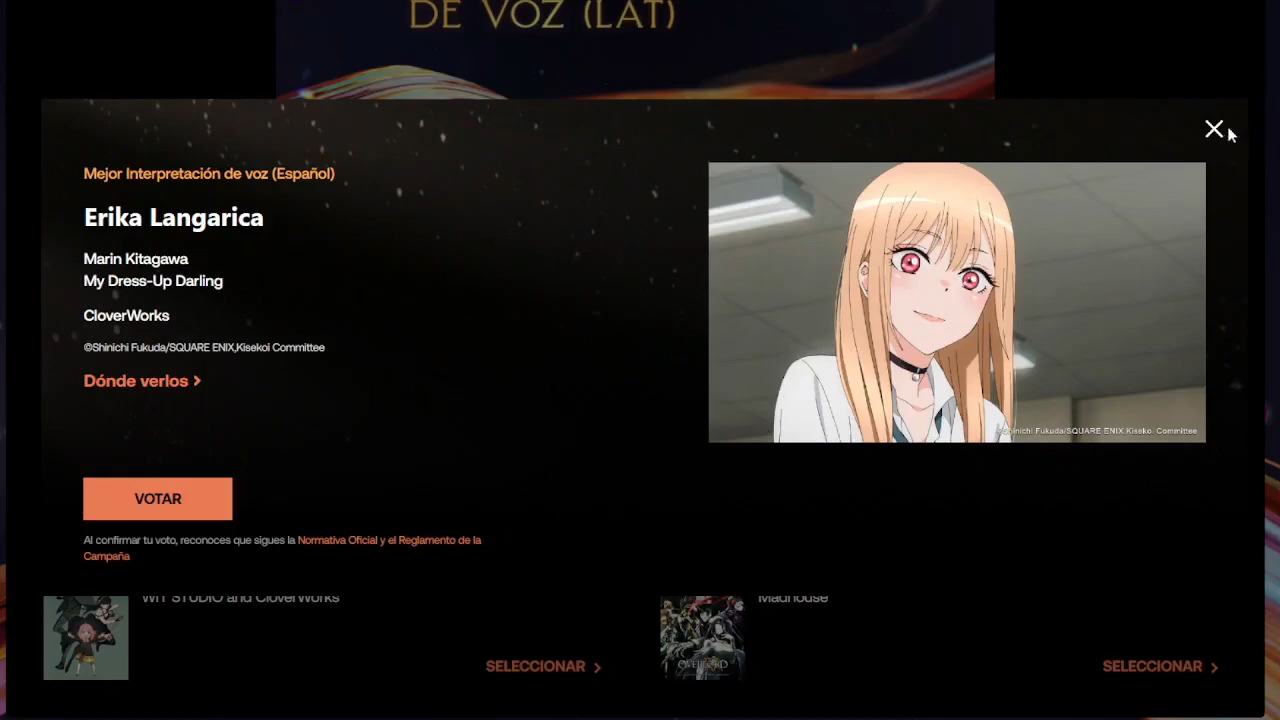 DE VOZ (LAT)
Mejor Interpretación de voz (Español)
Erika Langarica
Marin Kitagawa
My Dress-Up Darling
CloverWorks
©Shinichi Fukuda/SQUARE ENIX,Kisekoi Committee
Dónde verlos >
©Shinichi Fukuda/SQUARE ENIX,Kisekoi Committee
VOTAR
Al confirmar tu voto, reconoces que sigues la Normativa Oficial y el Reglamento de la
Campaña
WIT STUDIO and CloverWorks
Madhouse
OVERLORD
SELECCIONAR >
SELECCIONAR >